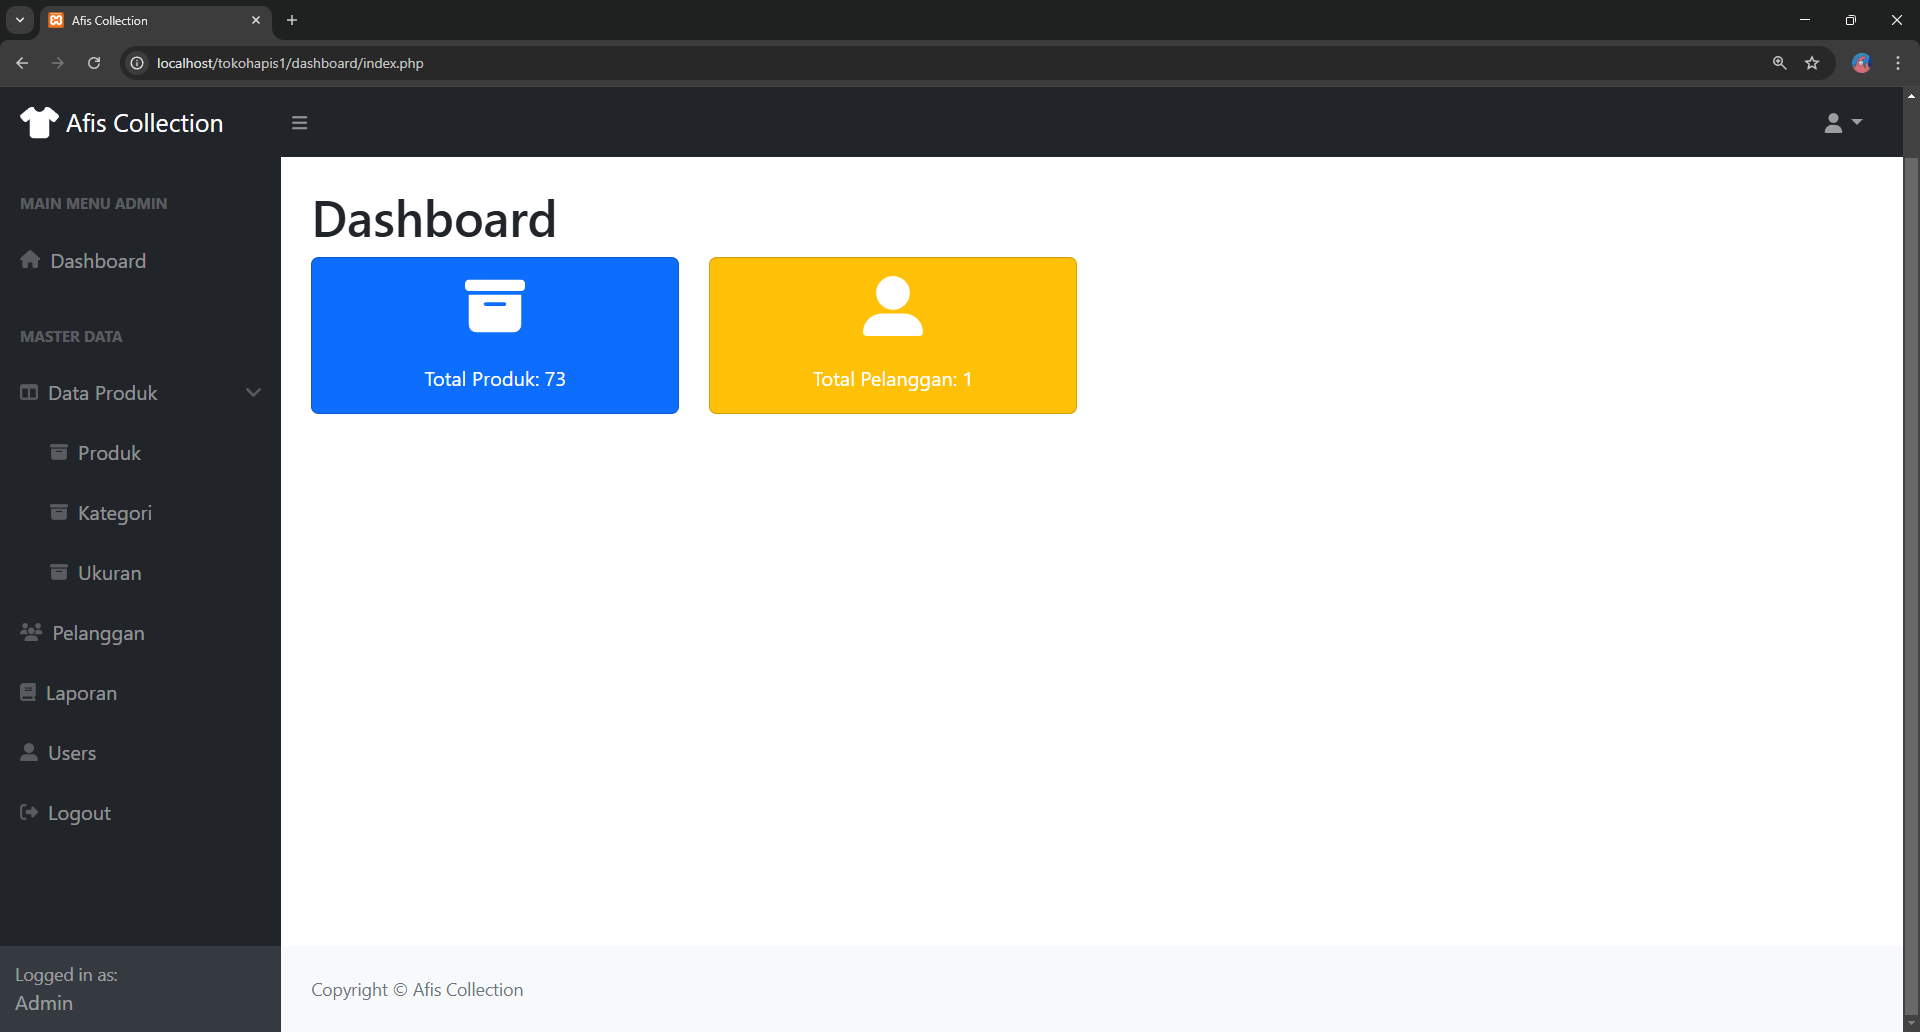 Afis Collection
localhost/tokohapis1/dashboard/index.php
Afis Collection
MAIN MENU ADMIN
Dashboard
MASTER DATA
Data Produk
Produk
Kategori
Ukuran
Pelanggan
Laporan
Users
Logout
Logged in as:
Admin
Dashboard
Total Produk: 73
Total Pelanggan: 1
Copyright © Afis Collection